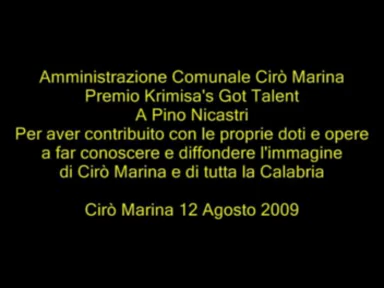 Amministrazione Comunale Cirò Marina
Premio Krimisa's Got Talent
A Pino Nicastri
Per aver contribuito con le proprie doti e opere
a far conoscere e diffondere l'immagine
di Cirò Marina e di tutta la Calabria
Cirò Marina 12 Agosto 2009